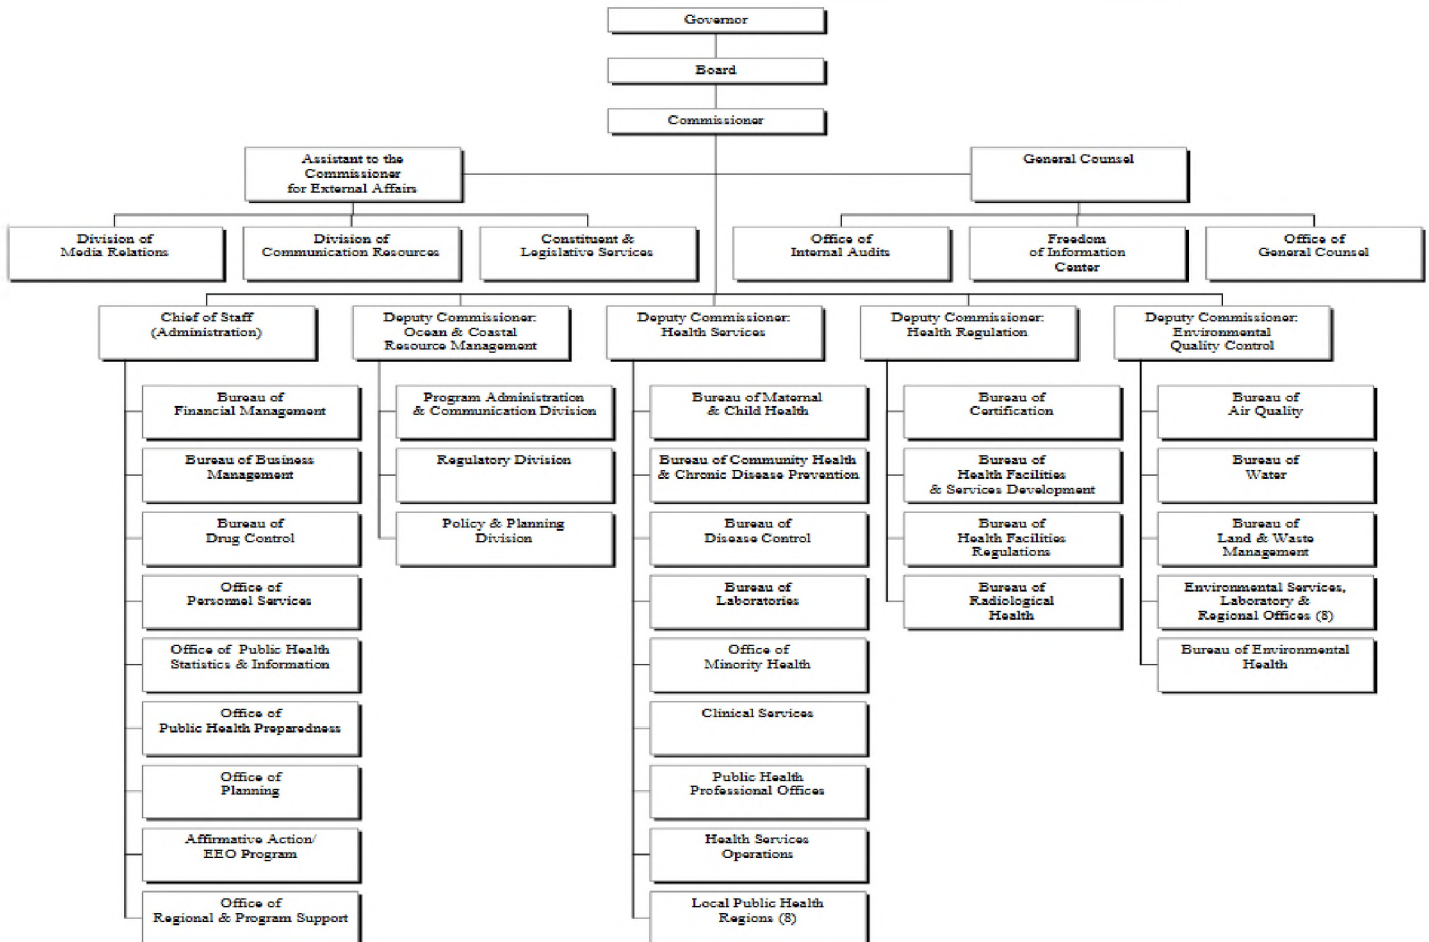 Governor
Board
Commissioner
Assistant to the
Commissioner
for External Affairs
General Counsel
Division of
Media Relations
Division of
Communication Resources
Constituent &
Legislative Services
Office of
Internal Audits
Freedom
of Information
Center
Office of
General Counsel
Chief of Staff
(Administration)
Deputy Commissioner:
Ocean & Coastal
Resource Management
Deputy Commissioner:
Health Services
Deputy Commissioner:
Health Regulation
Deputy Commissioner:
Environmental
Quality Control
Bureau of
Financial Management
Bureau of Business
Management
Bureau of
Drug Control
Office of
Personnel Services
Office of Public Health
Statistics & Information
Office of
Public Health Preparedness
Office of
Planning
Affirmative Action/
EEO Program
Office of
Regional & Program Support
Program Administration
& Communication Division
Regulatory Division
Policy & Planning
Division
Bureau of Maternal
& Child Health
Bureau of Community Health
& Chronic Disease Prevention
Bureau of
Disease Control
Bureau of
Laboratories
Office of
Minority Health
Clinical Services
Public Health
Professional Offices
Health Services
Operations
Local Public Health
Regions (8)
Bureau of
Certification
Bureau of
Health Facilities
& Services Development
Bureau of
Health Facilities
Regulations
Bureau of
Radiological
Health
Bureau of
Air Quality
Bureau of
Water
Bureau of
Land & Waste
Management
Environmental Services,
Laboratory &
Regional Offices (8)
Bureau of Environmental
Health